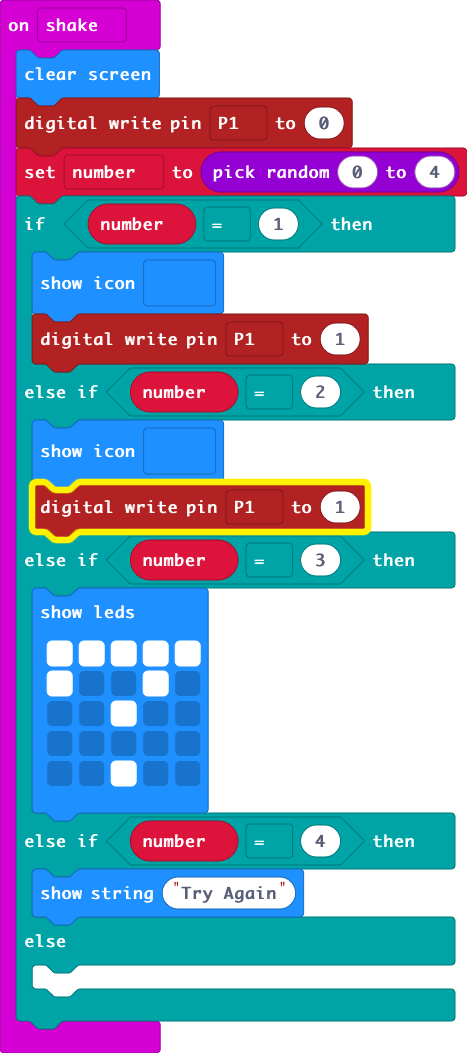 on shake
clear screen
digital write pin P1 to 0
set number to pick random 0 to 4
if number = 1 then
show icon
digital write pin P1 to 1
else if number = 2 then
show icon
digital write pin P1 to 1
else if number = 3 then
show leds
else if number = 4 then
show string "Try Again"
else